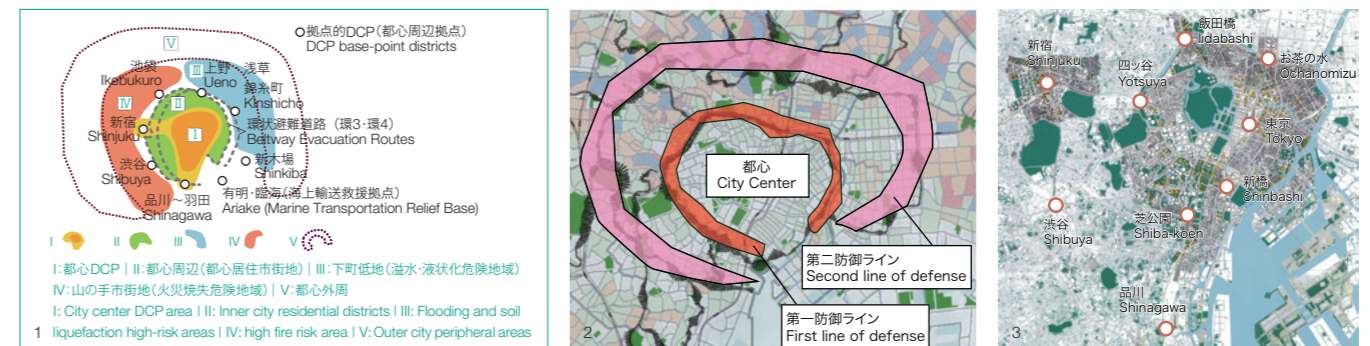 拠点的DCP(都心周辺拠点)
DCP base-point districts
Ⅴ
池袋
Ikebukuro
Ⅲ
上野
Ueno
浅草
錦糸町
Kinshicho
Ⅳ
Ⅱ
新宿
Shinjuku
Ⅰ
環状避難道路(環3・環4)
Beltway Evacuation Routes
渋谷
Shibuya
新木場
Shinkiba
品川〜羽田
Shinagawa
有明・臨海(海上輸送救援拠点)
Ariake (Marine Transportation Relief Base)
Ⅰ Ⅱ Ⅲ Ⅳ Ⅴ
Ⅰ:都心DCP | Ⅱ:都心周辺(都心居住市街地) | Ⅲ:下町低地(溢水・液状化危険地域)
Ⅳ:山の手市街地(火災焼失危険地域) | Ⅴ:都心外周
I: City center DCP area | II: Inner city residential districts | III: Flooding and soil
liquefaction high-risk areas | IV: high fire risk area | V: Outer city peripheral areas
1
都心
City Center
第二防御ライン
Second line of defense
第一防御ライン
First line of defense
2
飯田橋
Iidabashi
新宿
Shinjuku
四ッ谷
Yotsuya
お茶の水
Ochanomizu
東京
Tokyo
新橋
Shinbashi
芝公園
Shiba-koen
渋谷
Shibuya
品川
Shinagawa
3